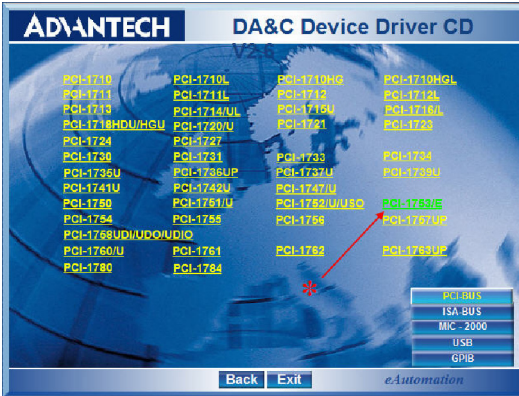 ADVANTECH DA&C Device Driver CD
V2.6
PCI-1710 PCI-1710L PCI-1710HG PCI-1710HGL
PCI-1711 PCI-1711L PCI-1712 PCI-1712L
PCI-1713 PCI-1714/UL PCI-1715U PCI-1716/L
PCI-1718HDU/HGU PCI-1720/U PCI-1721 PCI-1723
PCI-1724 PCI-1727
PCI-1730 PCI-1731 PCI-1733 PCI-1734
PCI-1735U PCI-1736UP PCI-1737U PCI-1739U
PCI-1741U PCI-1742U PCI-1747/U
PCI-1750 PCI-1751/U PCI-1752/U/USO PCI-1753/E
PCI-1754 PCI-1755 PCI-1756 PCI-1757UP
PCI-1758UDI/UDO/UDIO
PCI-1760/U PCI-1761 PCI-1762 PCI-1763UP
PCI-1780 PCI-1784
PCI-BUS
ISA-BUS
MIC - 2000
USB
GPIB
Back Exit eAutomation